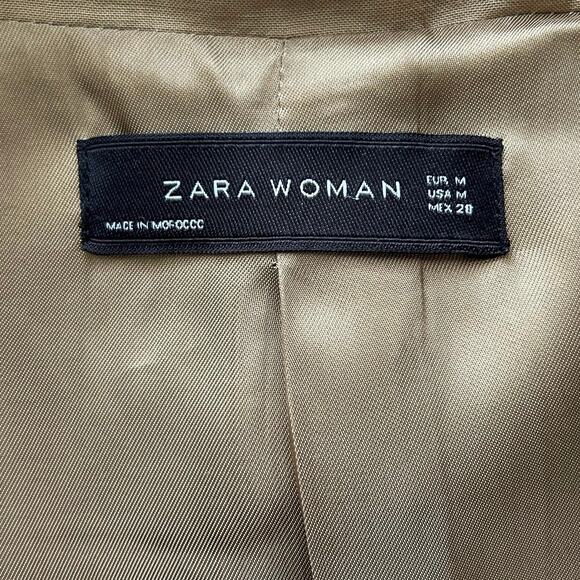 ZARA WOMAN
EUR M
USA M
MEX 28
MADE IN MOROCCO